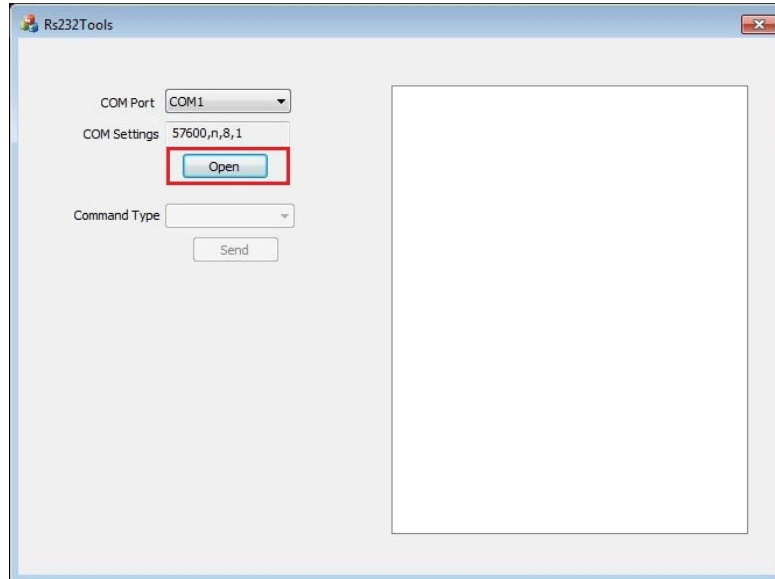 Rs232Tools
COM Port COM1
COM Settings 57600,n,8,1
Open
Command Type
Send